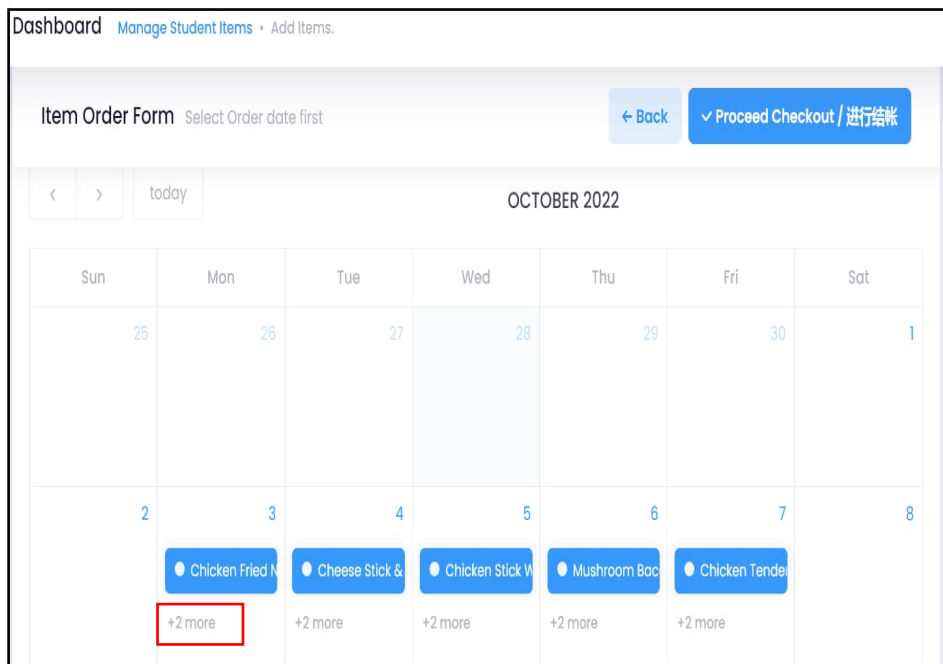 Dashboard Manage Student Items • Add Items.
Item Order Form Select Order date first
← Back
✓ Proceed Checkout / 进行结帐
< > today
OCTOBER 2022
Sun Mon Tue Wed Thu Fri Sat
25 26 27 28 29 30 1
2 3 4 5 6 7 8
Chicken Fried N
Cheese Stick &
Chicken Stick W
Mushroom Bac
Chicken Tender
+2 more +2 more +2 more +2 more +2 more